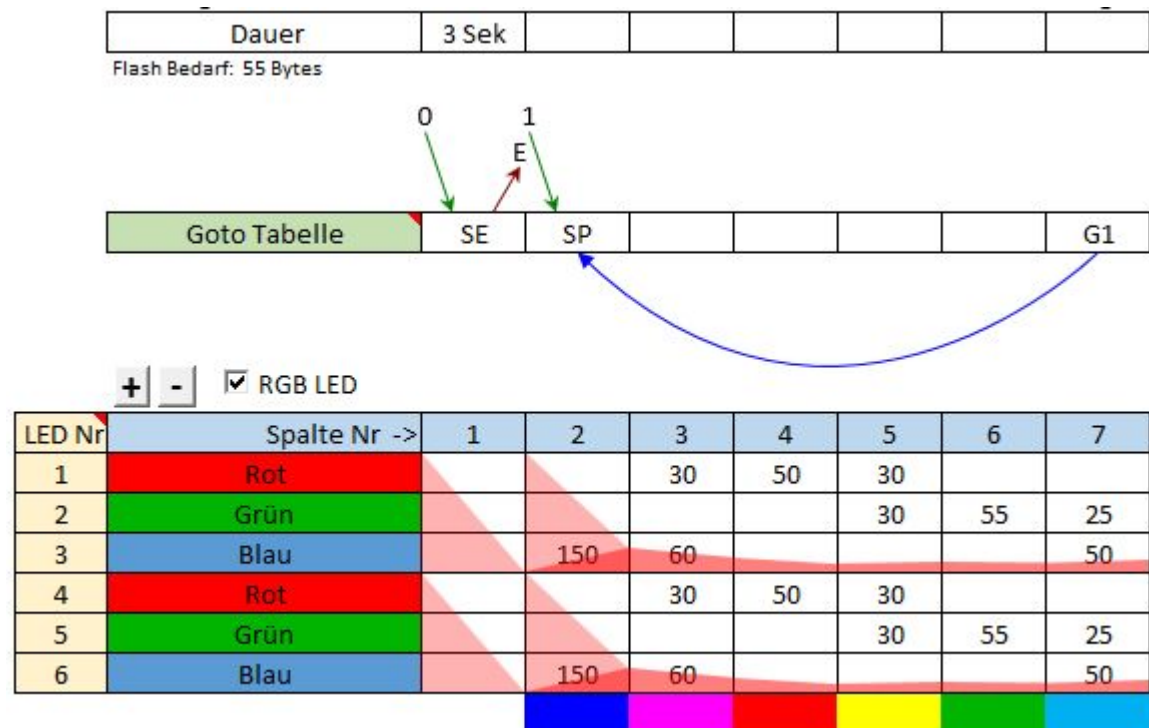 Dauer 3 Sek
Flash Bedarf: 55 Bytes
0 1
E
Goto Tabelle SE SP G1
+ - RGB LED
LED Nr Spalte Nr -> 1 2 3 4 5 6 7
1 Rot 30 50 30
2 Grün 30 55 25
3 Blau 150 60 50
4 Rot 30 50 30
5 Grün 30 55 25
6 Blau 150 60 50